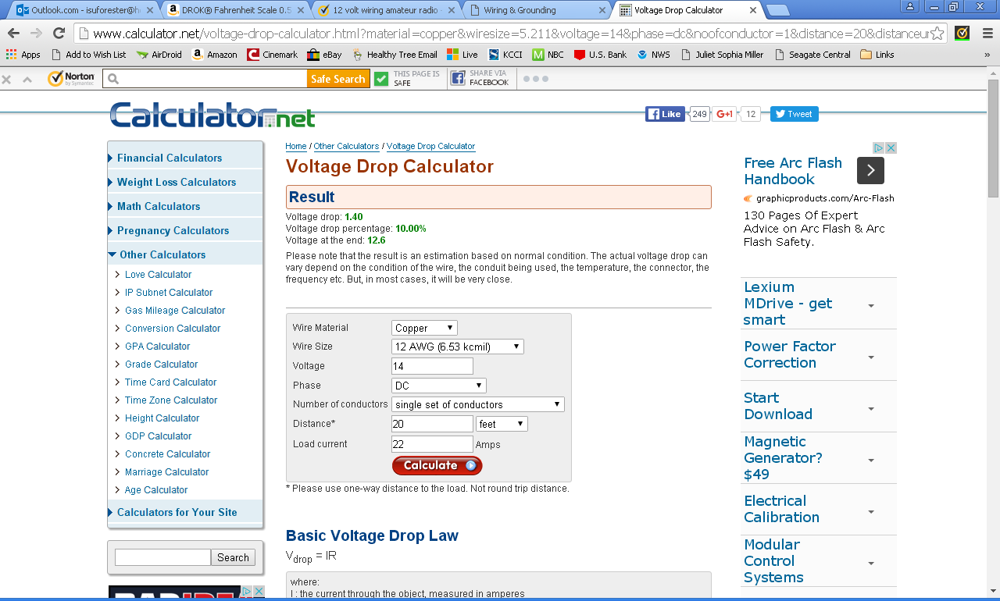 Outlook.com - isuforester@h
DROK® Fahrenheit Scale 0.5
12 volt wiring amateur radio -
Wiring & Grounding
Voltage Drop Calculator
www.calculator.net/voltage-drop-calculator.html?material=copper&wiresize=5.211&voltage=14&phase=dc&noofconductor=1&distance=20&distanceu
Apps
Add to Wish List
AirDroid
Amazon
Cinemark
eBay
Healthy Tree Email
Live
KCCI
NBC
U.S. Bank
NWS
Juliet Sophia Miller
Seagate Central
Links
»
Norton
by Symantec
Safe Search
THIS PAGE IS
SAFE
SHARE VIA
FACEBOOK
Calculator.net
Like
249
G+1
12
Tweet
Financial Calculators
Weight Loss Calculators
Math Calculators
Pregnancy Calculators
Other Calculators
Love Calculator
IP Subnet Calculator
Gas Mileage Calculator
Conversion Calculator
GPA Calculator
Grade Calculator
Time Card Calculator
Time Zone Calculator
Height Calculator
GDP Calculator
Concrete Calculator
Marriage Calculator
Age Calculator
Calculators for Your Site
Search
Home / Other Calculators / Voltage Drop Calculator
Voltage Drop Calculator
Result
Voltage drop: 1.40
Voltage drop percentage: 10.00%
Voltage at the end: 12.6
Please note that the result is an estimation based on normal condition. The actual voltage drop can
vary depend on the condition of the wire, the conduit being used, the temperature, the connector, the
frequency etc. But, in most cases, it will be very close.
Wire Material Copper
Wire Size 12 AWG (6.53 kcmil)
Voltage 14
Phase DC
Number of conductors single set of conductors
Distance* 20 feet
Load current 22 Amps
Calculate
* Please use one-way distance to the load. Not round trip distance.
Basic Voltage Drop Law
Vdrop = IR
where:
I : the current through the object, measured in amperes
Free Arc Flash
Handbook
graphicproducts.com/Arc-Flash
130 Pages Of Expert
Advice on Arc Flash & Arc
Flash Safety.
Lexium
MDrive - get
smart
Power Factor
Correction
Start
Download
Magnetic
Generator?
$49
Electrical
Calibration
Modular
Control
Systems